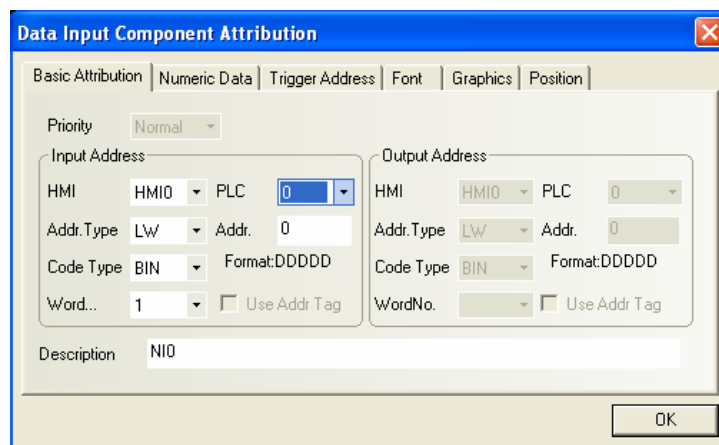 Data Input Component Attribution
Basic Attribution Numeric Data Trigger Address Font Graphics Position
Priority Normal
Input Address Output Address
HMI HMI0 PLC 0 HMI HMI0 PLC 0
Addr.Type LW Addr. 0 Addr.Type LW Addr. 0
Code Type BIN Format:DDDDD Code Type BIN Format:DDDDD
Word... 1 Use Addr Tag WordNo. Use Addr Tag
Description NI0
OK